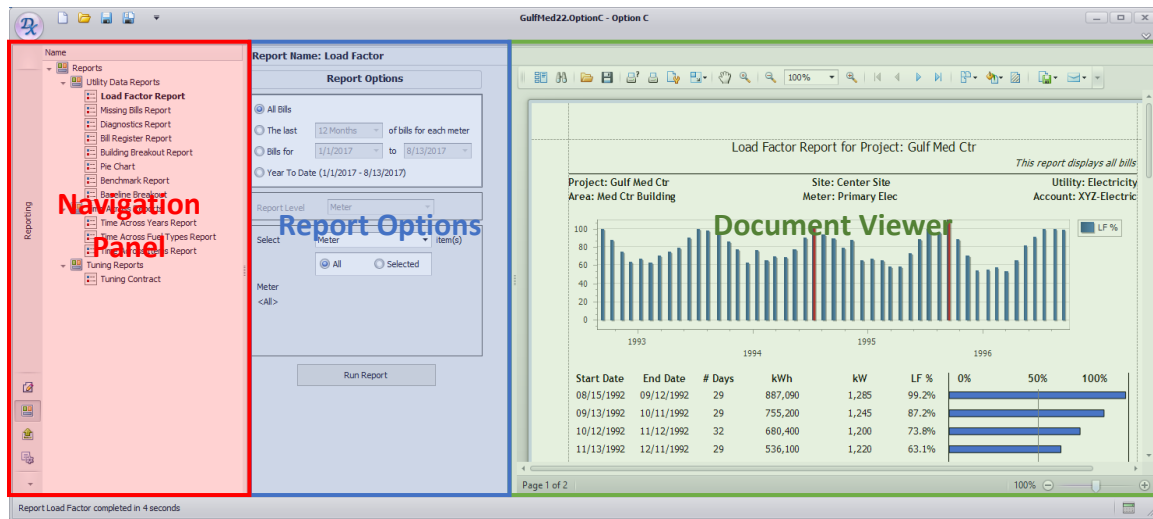 GulfMed22.OptionC - Option C
Reporting
Name
Reports
Utility Data Reports
Load Factor Report
Missing Bills Report
Diagnostics Report
Bill Register Report
Building Breakout Report
Pie Chart
Benchmark Report
Baseline Breakout
Time Across Years Report
Time Across Fuel Types Report
Tuning Reports
Tuning Contract
Navigation
Panel
Report Name: Load Factor
Report Options
All Bills
The last 12 Months of bills for each meter
Bills for 1/1/2017 to 8/13/2017
Year To Date (1/1/2017 - 8/13/2017)
Report Level Meter
Report Options
Select Meter item(s)
All Selected
Meter
<All>
Run Report
100%
Load Factor Report for Project: Gulf Med Ctr
This report displays all bills
Project: Gulf Med Ctr Site: Center Site Utility: Electricity
Area: Med Ctr Building Meter: Primary Elec Account: XYZ-Electric
Document Viewer
LF %
100
80
60
40
20
0
1993
1994
1995
1996
Start Date End Date # Days kWh kW LF % 0% 50% 100%
08/15/1992 09/12/1992 29 887,090 1,285 99.2%
09/13/1992 10/11/1992 29 755,200 1,245 87.2%
10/12/1992 11/12/1992 32 680,400 1,200 73.8%
11/13/1992 12/11/1992 29 536,100 1,220 63.1%
Page 1 of 2 100%
Report Load Factor completed in 4 seconds